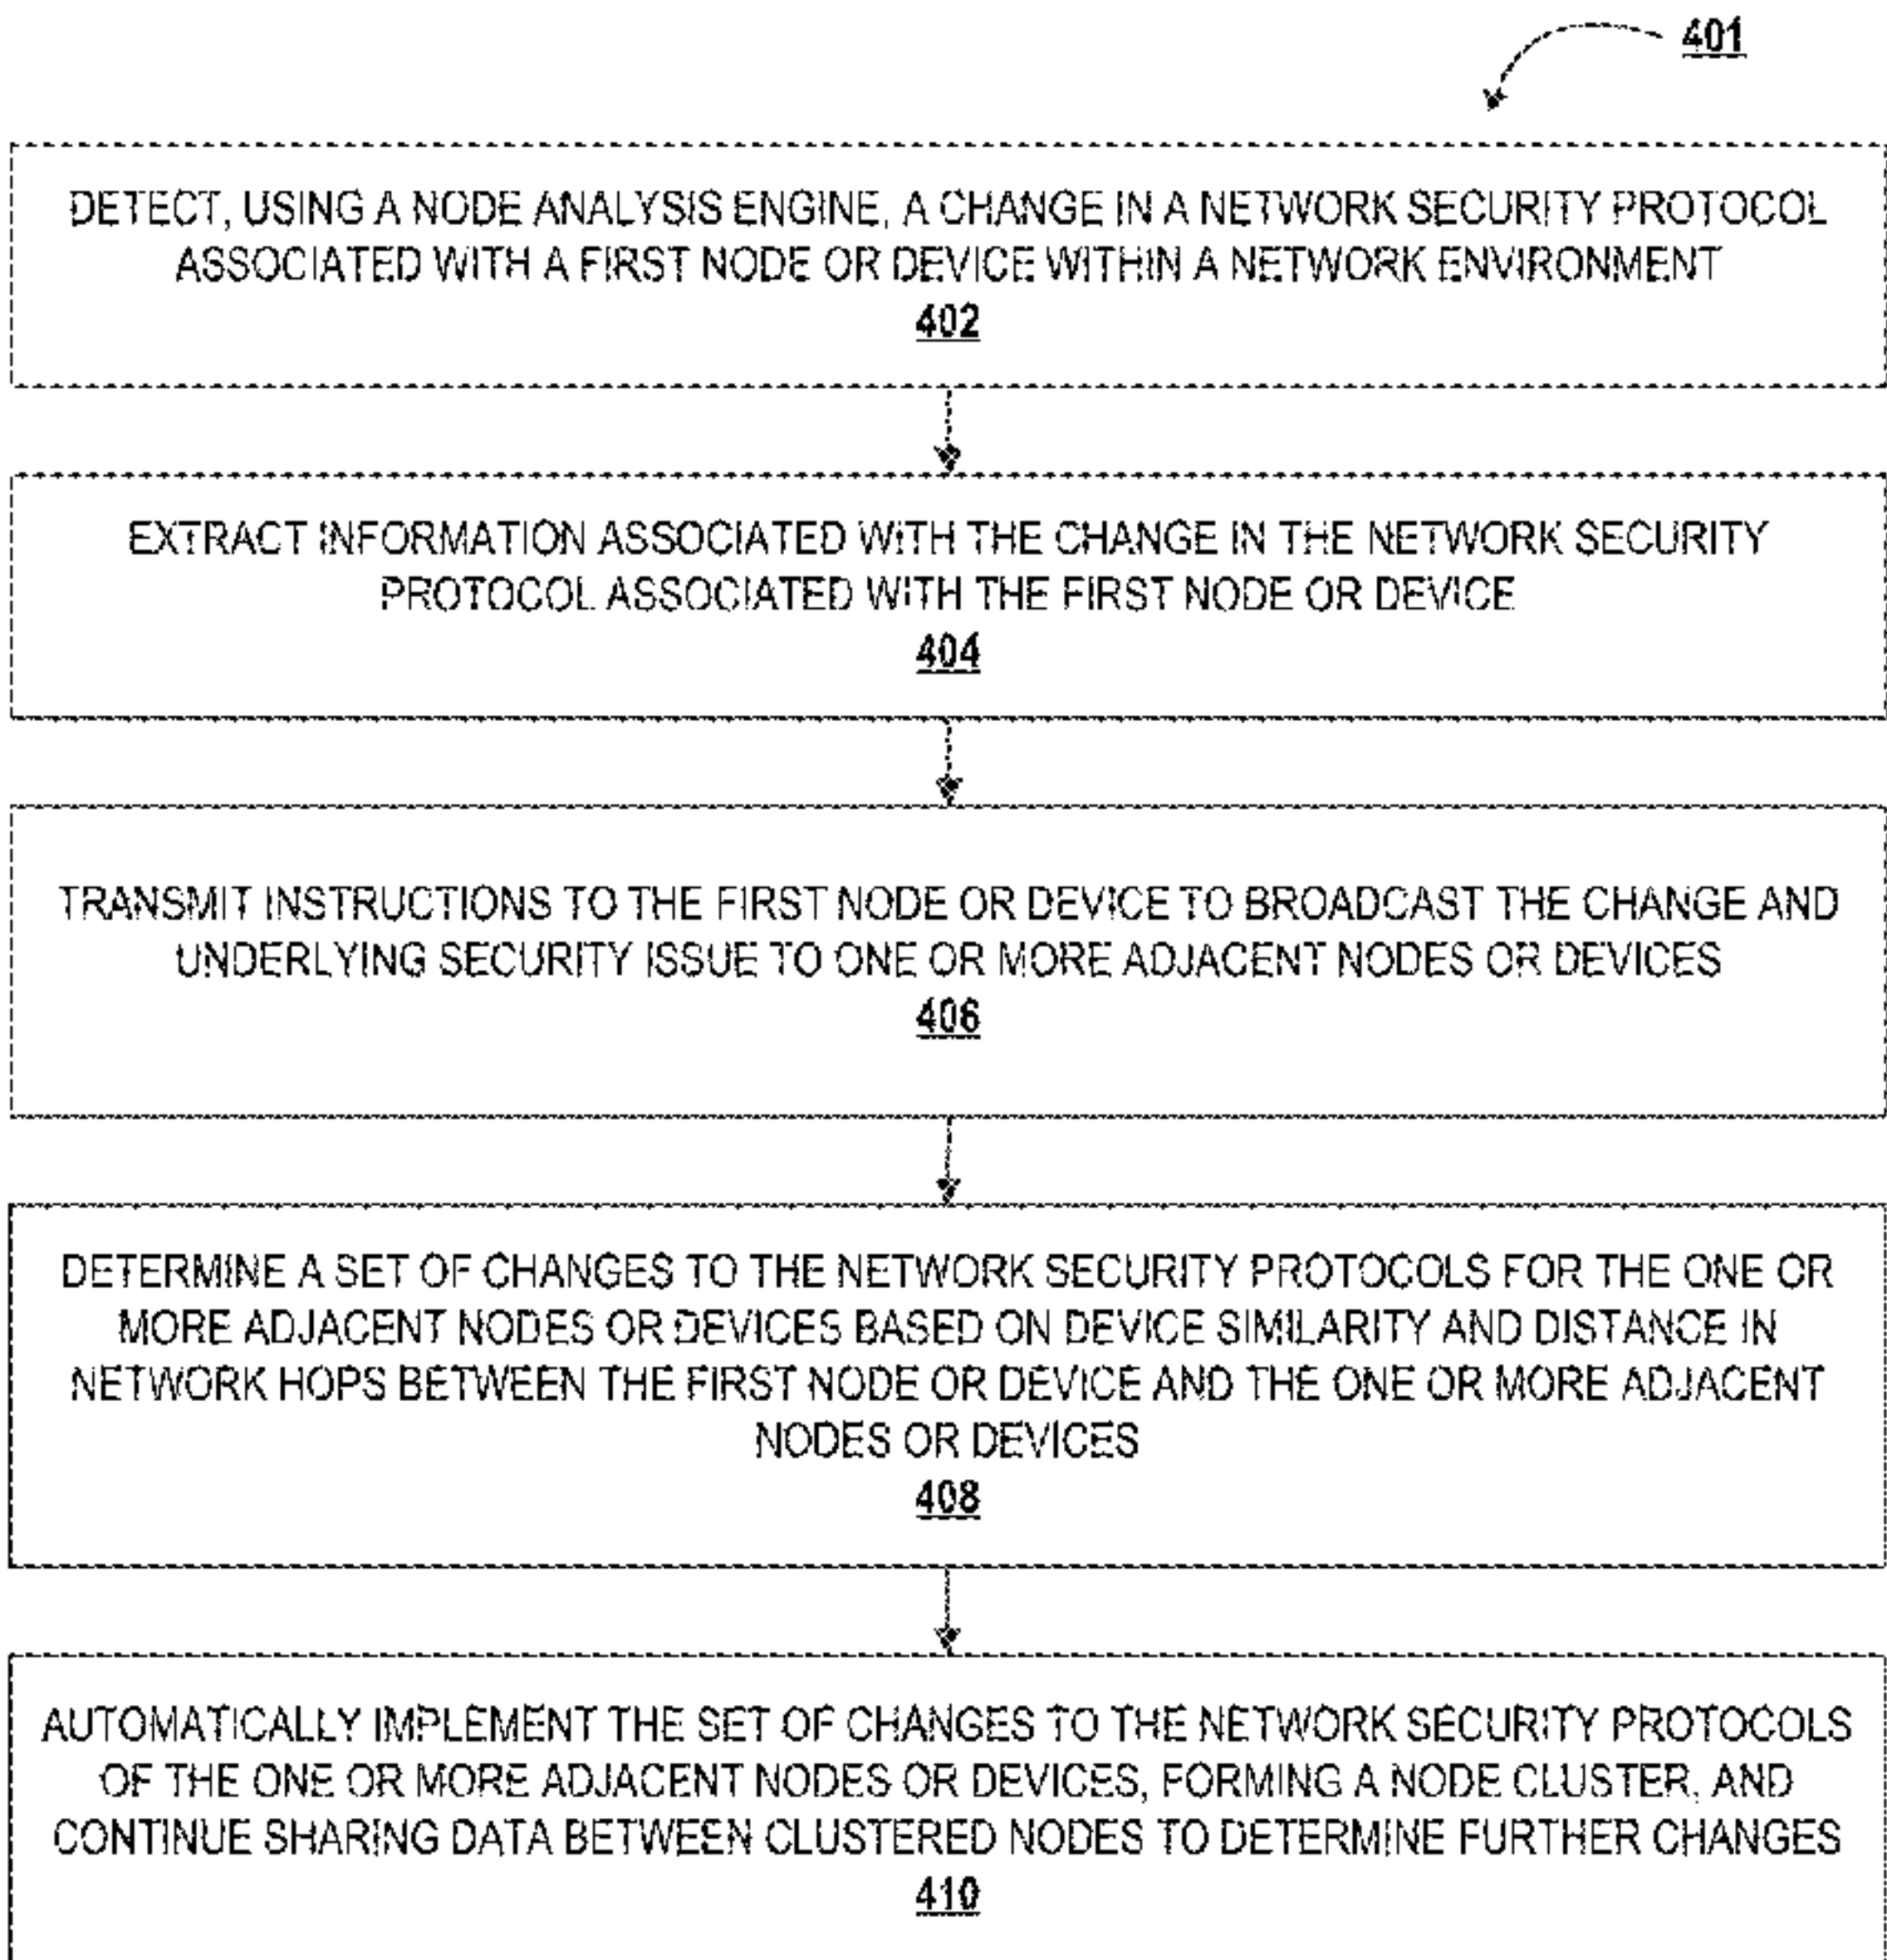 401
DETECT, USING A NODE ANALYSIS ENGINE, A CHANGE IN A NETWORK SECURITY PROTOCOL
ASSOCIATED WITH A FIRST NODE OR DEVICE WITHIN A NETWORK ENVIRONMENT
402
EXTRACT INFORMATION ASSOCIATED WITH THE CHANGE IN THE NETWORK SECURITY
PROTOCOL ASSOCIATED WITH THE FIRST NODE OR DEVICE
404
TRANSMIT INSTRUCTIONS TO THE FIRST NODE OR DEVICE TO BROADCAST THE CHANGE AND
UNDERLYING SECURITY ISSUE TO ONE OR MORE ADJACENT NODES OR DEVICES
406
DETERMINE A SET OF CHANGES TO THE NETWORK SECURITY PROTOCOLS FOR THE ONE OR
MORE ADJACENT NODES OR DEVICES BASED ON DEVICE SIMILARITY AND DISTANCE IN
NETWORK HOPS BETWEEN THE FIRST NODE OR DEVICE AND THE ONE OR MORE ADJACENT
NODES OR DEVICES
408
AUTOMATICALLY IMPLEMENT THE SET OF CHANGES TO THE NETWORK SECURITY PROTOCOLS
OF THE ONE OR MORE ADJACENT NODES OR DEVICES, FORMING A NODE CLUSTER, AND
CONTINUE SHARING DATA BETWEEN CLUSTERED NODES TO DETERMINE FURTHER CHANGES
410